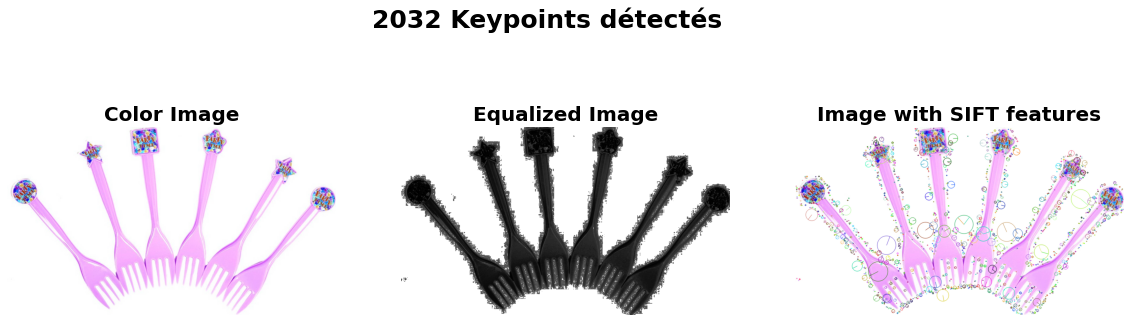 2032 Keypoints détectés
Color Image
Equalized Image
Image with SIFT features